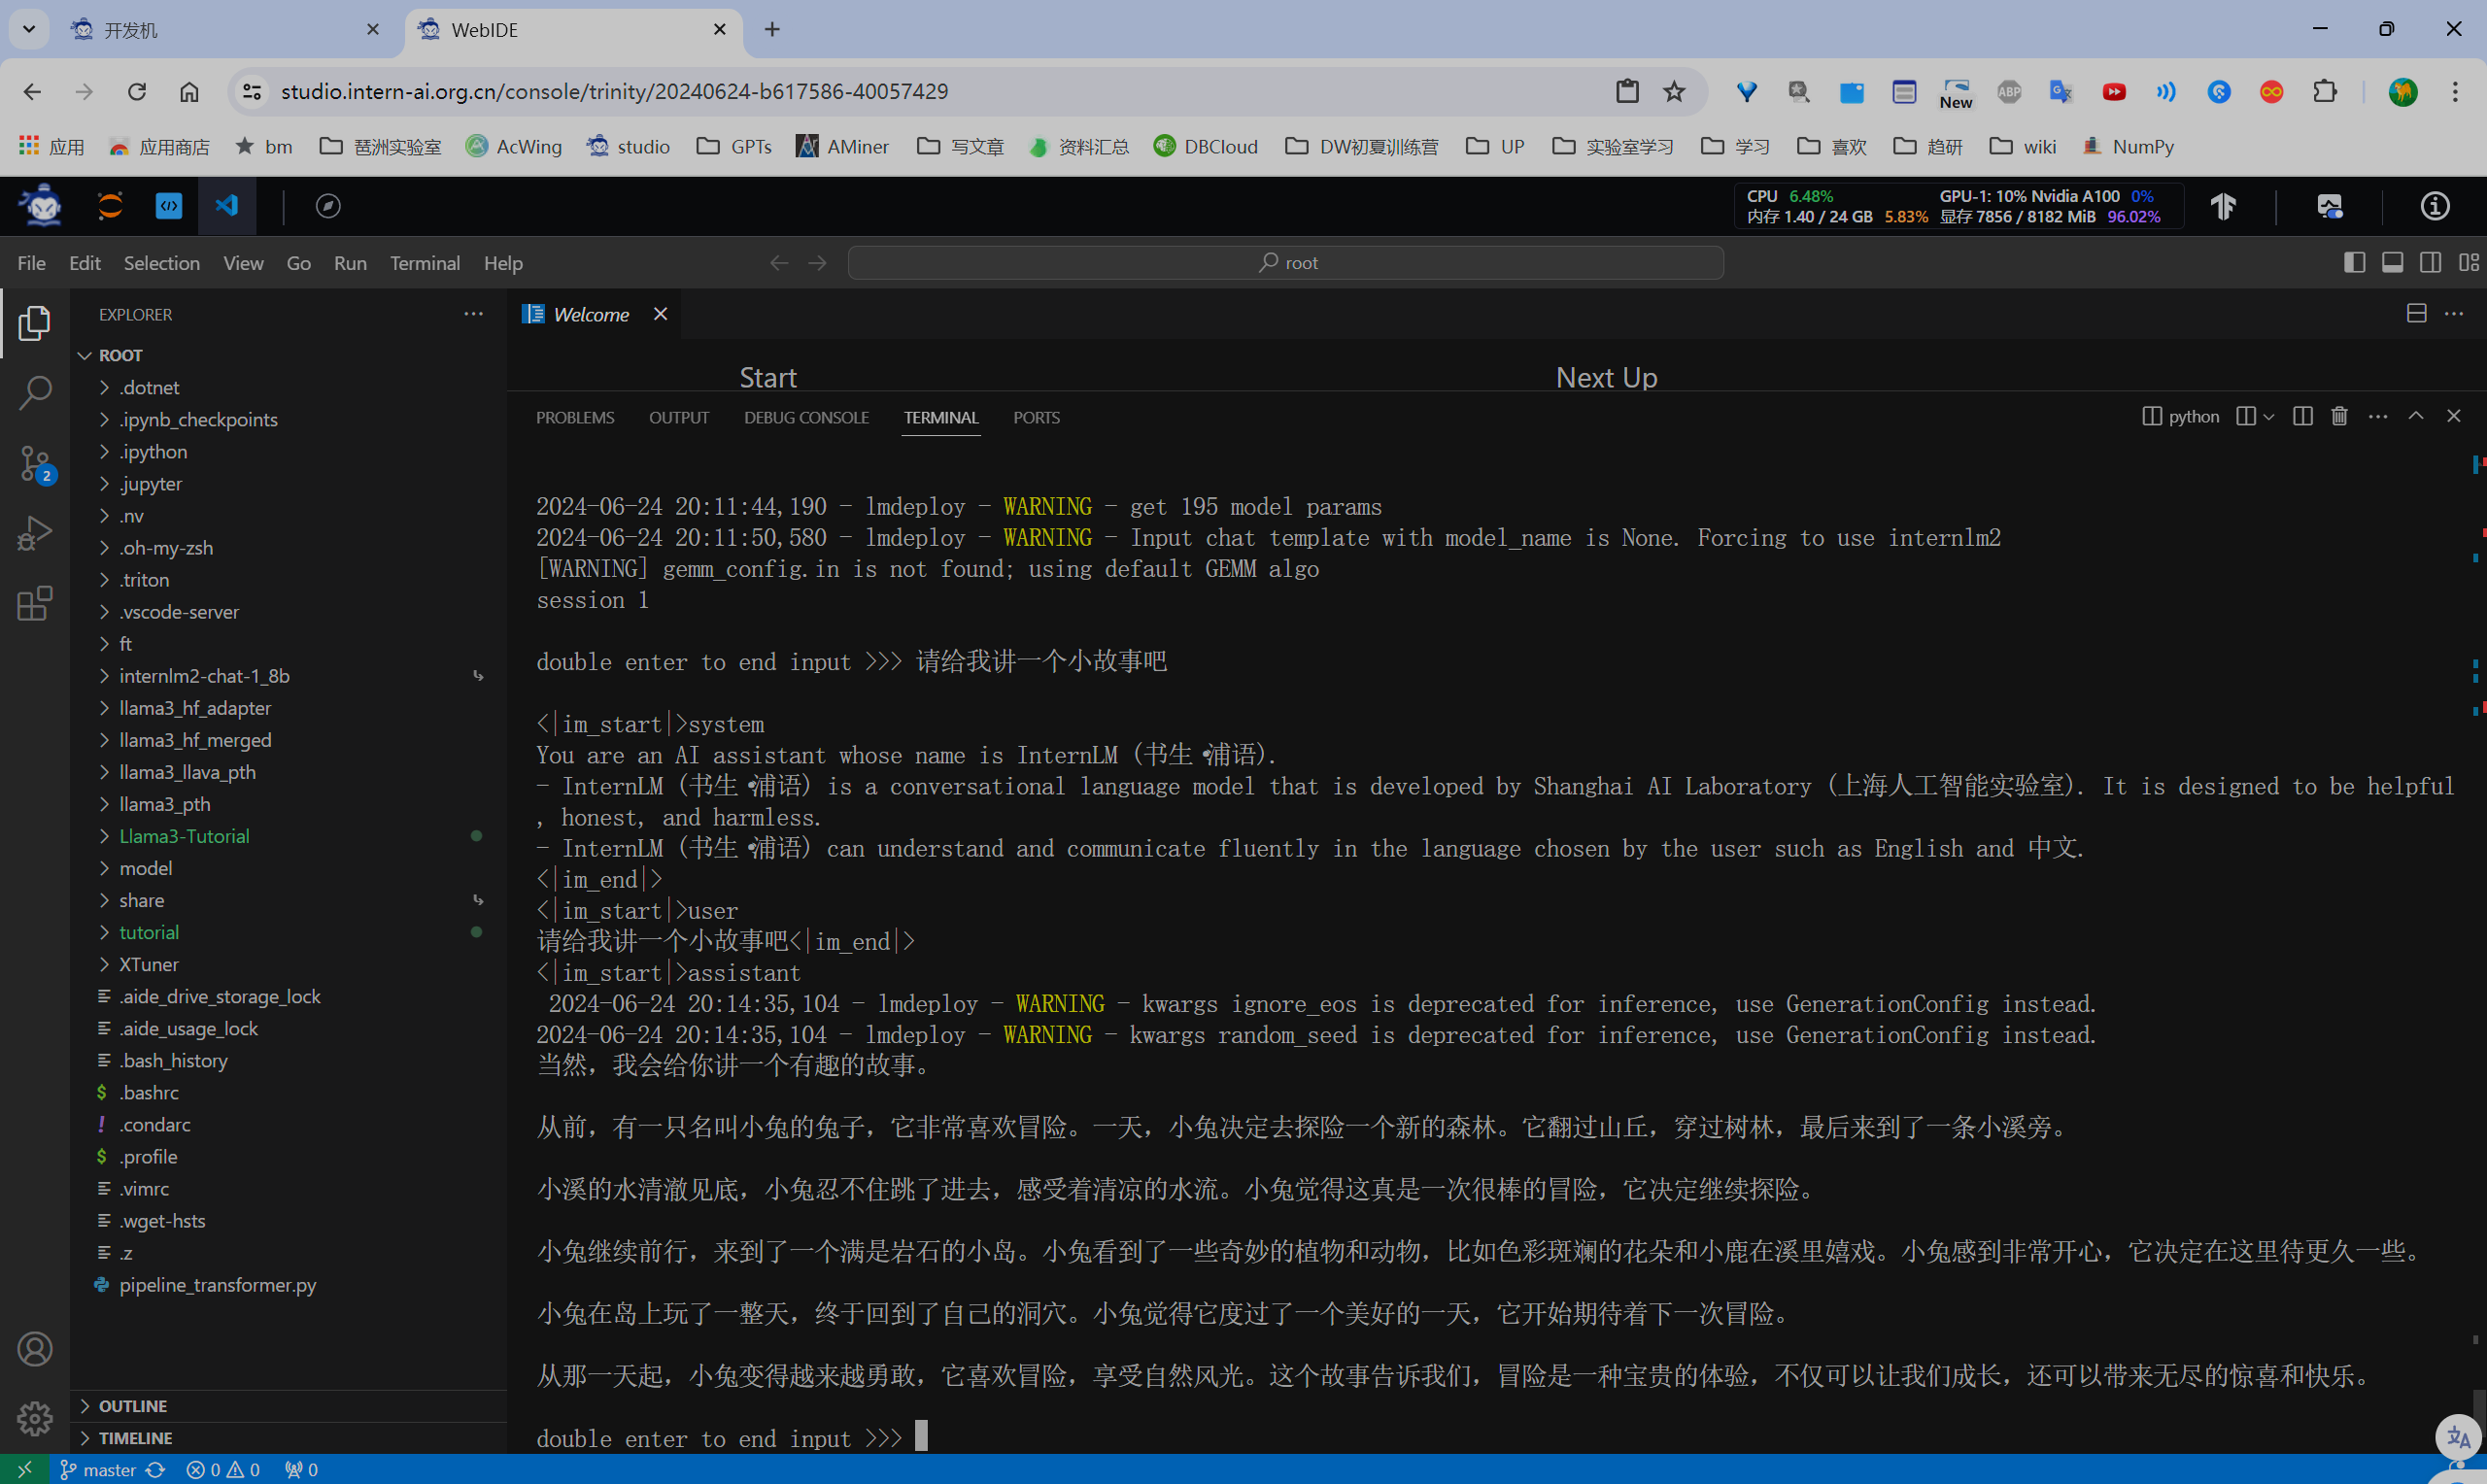 开发机
WebIDE
studio.intern-ai.org.cn/console/trinity/20240624-b617586-40057429
New
ABP
应用 应用商店 bm 琶洲实验室 AcWing studio GPTs AMiner 写文章 资料汇总 DBCloud DW初夏训练营 UP 实验室学习 学习 喜欢 趋研 wiki NumPy
CPU 6.48% GPU-1: 10% Nvidia A100 0%
内存 1.40 / 24 GB 5.83% 显存 7856 / 8182 MiB 96.02%
File Edit Selection View Go Run Terminal Help
root
EXPLORER
Welcome
ROOT
.dotnet
.ipynb_checkpoints
.ipython
.jupyter
.nv
.oh-my-zsh
.triton
.vscode-server
ft
internlm2-chat-1_8b
llama3_hf_adapter
llama3_hf_merged
llama3_llava_pth
llama3_pth
Llama3-Tutorial
model
share
tutorial
XTuner
.aide_drive_storage_lock
.aide_usage_lock
.bash_history
.bashrc
.condarc
.profile
.vimrc
.wget-hsts
.z
pipeline_transformer.py
OUTLINE
TIMELINE
2
Start
Next Up
PROBLEMS OUTPUT DEBUG CONSOLE TERMINAL PORTS
python
2024-06-24 20:11:44,190 - lmdeploy - WARNING - get 195 model params
2024-06-24 20:11:50,580 - lmdeploy - WARNING - Input chat template with model_name is None. Forcing to use internlm2
[WARNING] gemm_config.in is not found; using default GEMM algo
session 1
double enter to end input >>> 请给我讲一个小故事吧
<|im_start|>system
You are an AI assistant whose name is InternLM (书生·浦语).
- InternLM (书生·浦语) is a conversational language model that is developed by Shanghai AI Laboratory (上海人工智能实验室). It is designed to be helpful
, honest, and harmless.
- InternLM (书生·浦语) can understand and communicate fluently in the language chosen by the user such as English and 中文.
<|im_end|>
<|im_start|>user
请给我讲一个小故事吧<|im_end|>
<|im_start|>assistant
2024-06-24 20:14:35,104 - lmdeploy - WARNING - kwargs ignore_eos is deprecated for inference, use GenerationConfig instead.
2024-06-24 20:14:35,104 - lmdeploy - WARNING - kwargs random_seed is deprecated for inference, use GenerationConfig instead.
当然，我会给你讲一个有趣的故事。
从前，有一只名叫小兔的兔子，它非常喜欢冒险。一天，小兔决定去探险一个新的森林。它翻过山丘，穿过树林，最后来到了一条小溪旁。
小溪的水清澈见底，小兔忍不住跳了进去，感受着清凉的水流。小兔觉得这真是一次很棒的冒险，它决定继续探险。
小兔继续前行，来到了一个满是岩石的小岛。小兔看到了一些奇妙的植物和动物，比如色彩斑斓的花朵和小鹿在溪里嬉戏。小兔感到非常开心，它决定在这里待更久一些。
小兔在岛上玩了一整天，终于回到了自己的洞穴。小兔觉得它度过了一个美好的一天，它开始期待着下一次冒险。
从那一天起，小兔变得越来越勇敢，它喜欢冒险，享受自然风光。这个故事告诉我们，冒险是一种宝贵的体验，不仅可以让我们成长，还可以带来无尽的惊喜和快乐。
double enter to end input >>>
master 0 0 0